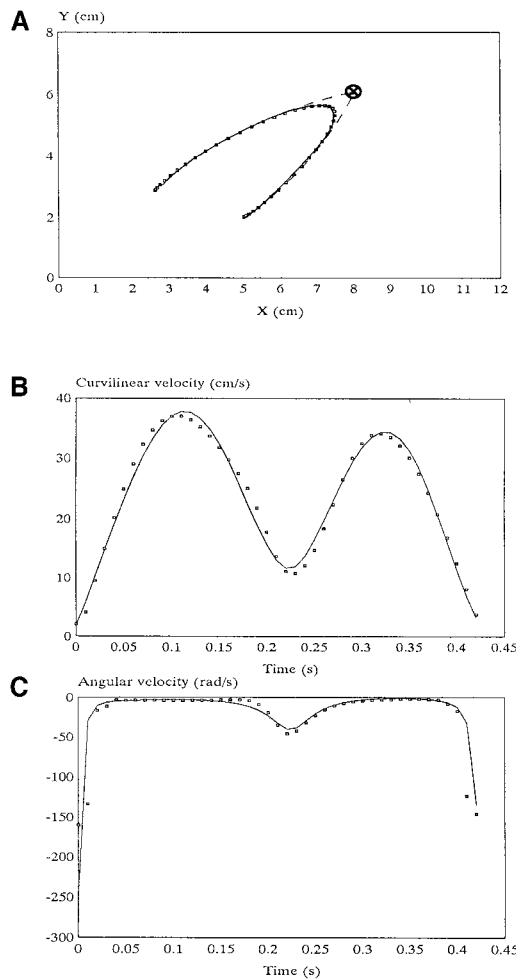 A
Y (cm)
8
6
4
2
0
0 1 2 3 4 5 6 7 8 9 10 11 12
X (cm)
B
Curvilinear velocity (cm/s)
40
30
20
10
0
0 0.05 0.1 0.15 0.2 0.25 0.3 0.35 0.4 0.45
Time (s)
C
Angular velocity (rad/s)
0
-50
-100
-150
-200
-250
-300
0 0.05 0.1 0.15 0.2 0.25 0.3 0.35 0.4 0.45
Time (s)